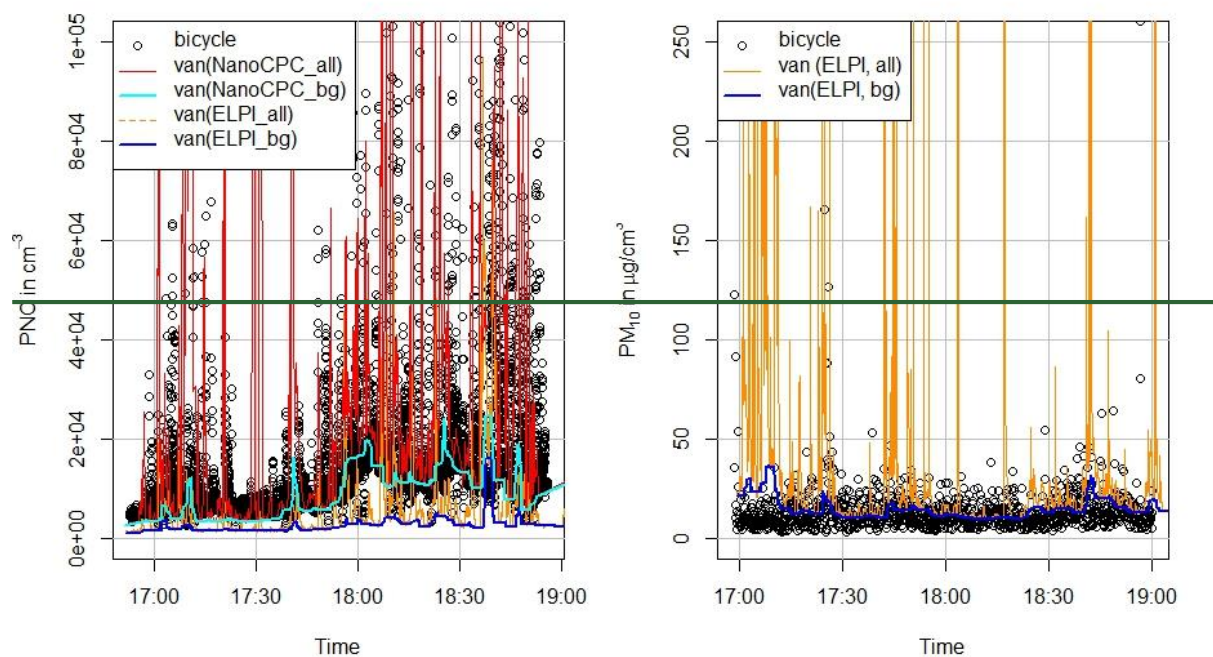 bicycle
van(NanoCPC_all)
van(NanoCPC_bg)
van(ELPI_all)
van(ELPI_bg)
PNC in cm⁻³
0e+00
2e+04
4e+04
6e+04
8e+04
1e+05
17:00 17:30 18:00 18:30 19:00
Time
bicycle
van (ELPI, all)
van(ELPI, bg)
PM₁₀ in µg/cm³
0
50
100
150
200
250
17:00 17:30 18:00 18:30 19:00
Time